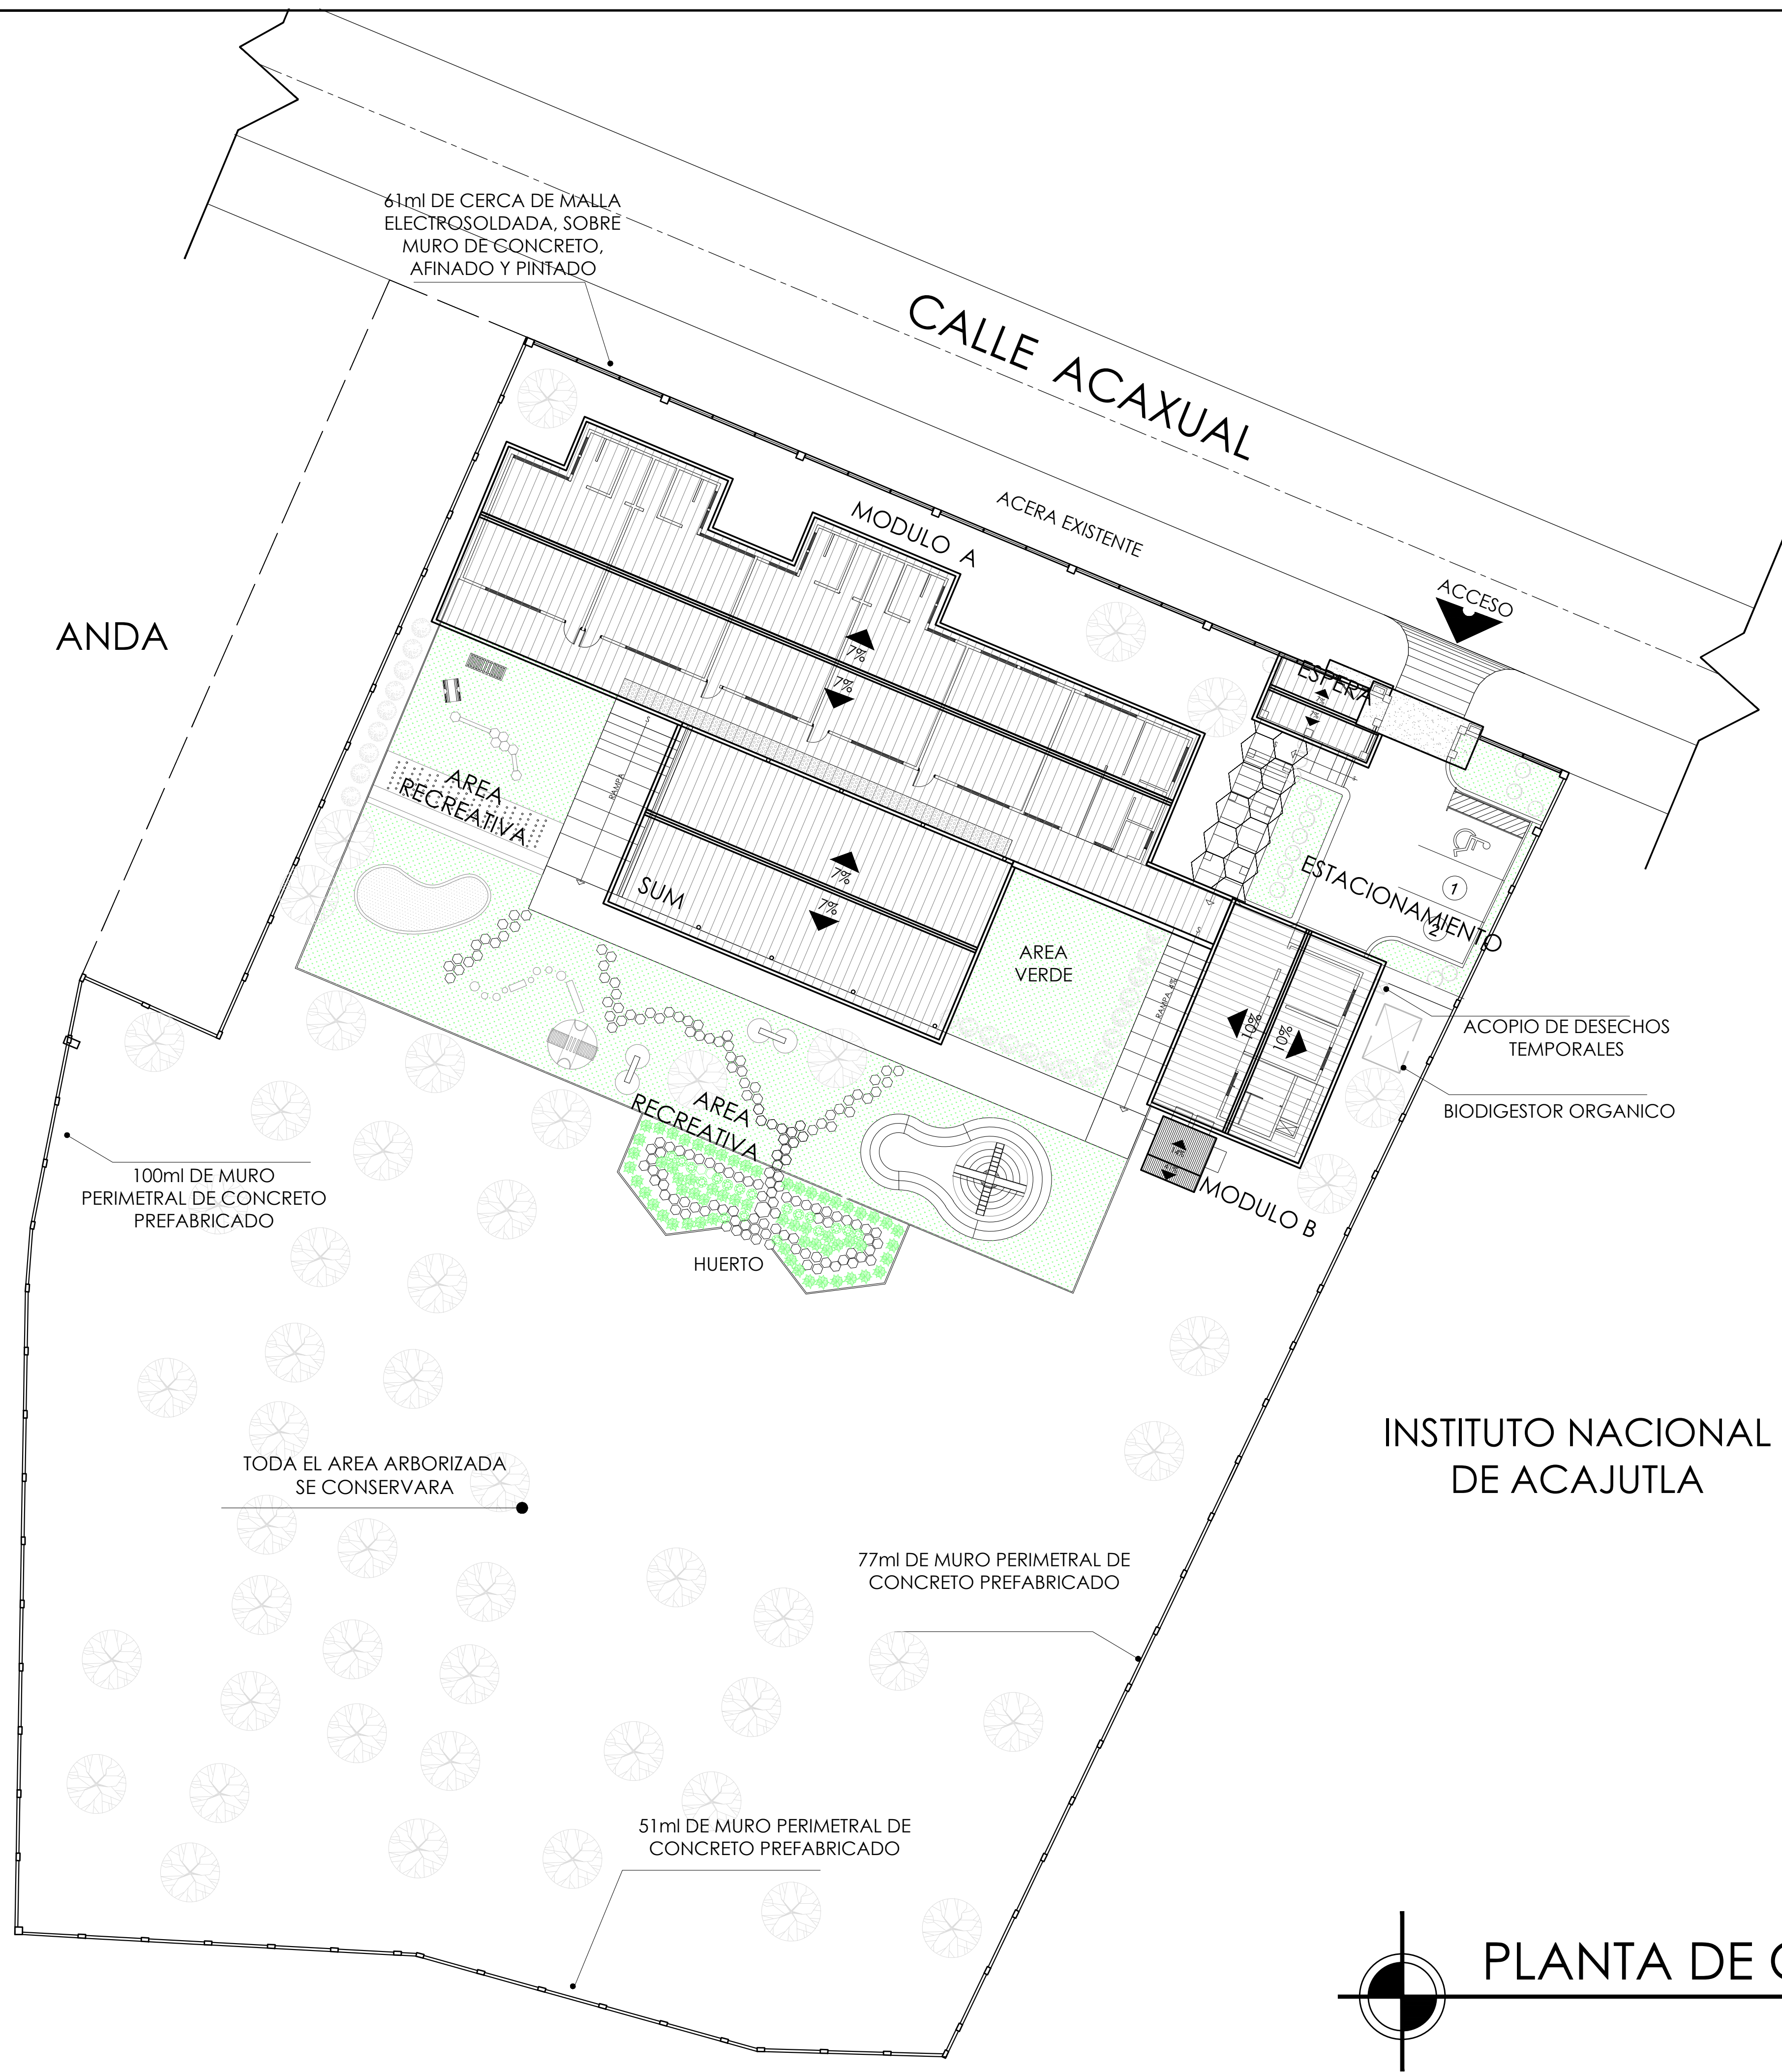 61ml DE CERCA DE MALLA
ELECTROSOLDADA, SOBRE
MURO DE CONCRETO,
AFINADO Y PINTADO
CALLE ACAXUAL
ACERA EXISTENTE
MODULO A
ACCESO
ANDA
ESPERA
7%
7%
AREA
RECREATIVA
RAMPA
S
SUM
7%
7%
ESTACIONAMIENTO
1
2
AREA
VERDE
S
RAMPA 4%
10%
10%
ACOPIO DE DESECHOS
TEMPORALES
BIODIGESTOR ORGANICO
AREA
RECREATIVA
14%
MODULO B
100ml DE MURO
PERIMETRAL DE CONCRETO
PREFABRICADO
HUERTO
INSTITUTO NACIONAL
DE ACAJUTLA
TODA EL AREA ARBORIZADA
SE CONSERVARA
77ml DE MURO PERIMETRAL DE
CONCRETO PREFABRICADO
51ml DE MURO PERIMETRAL DE
CONCRETO PREFABRICADO
PLANTA DE